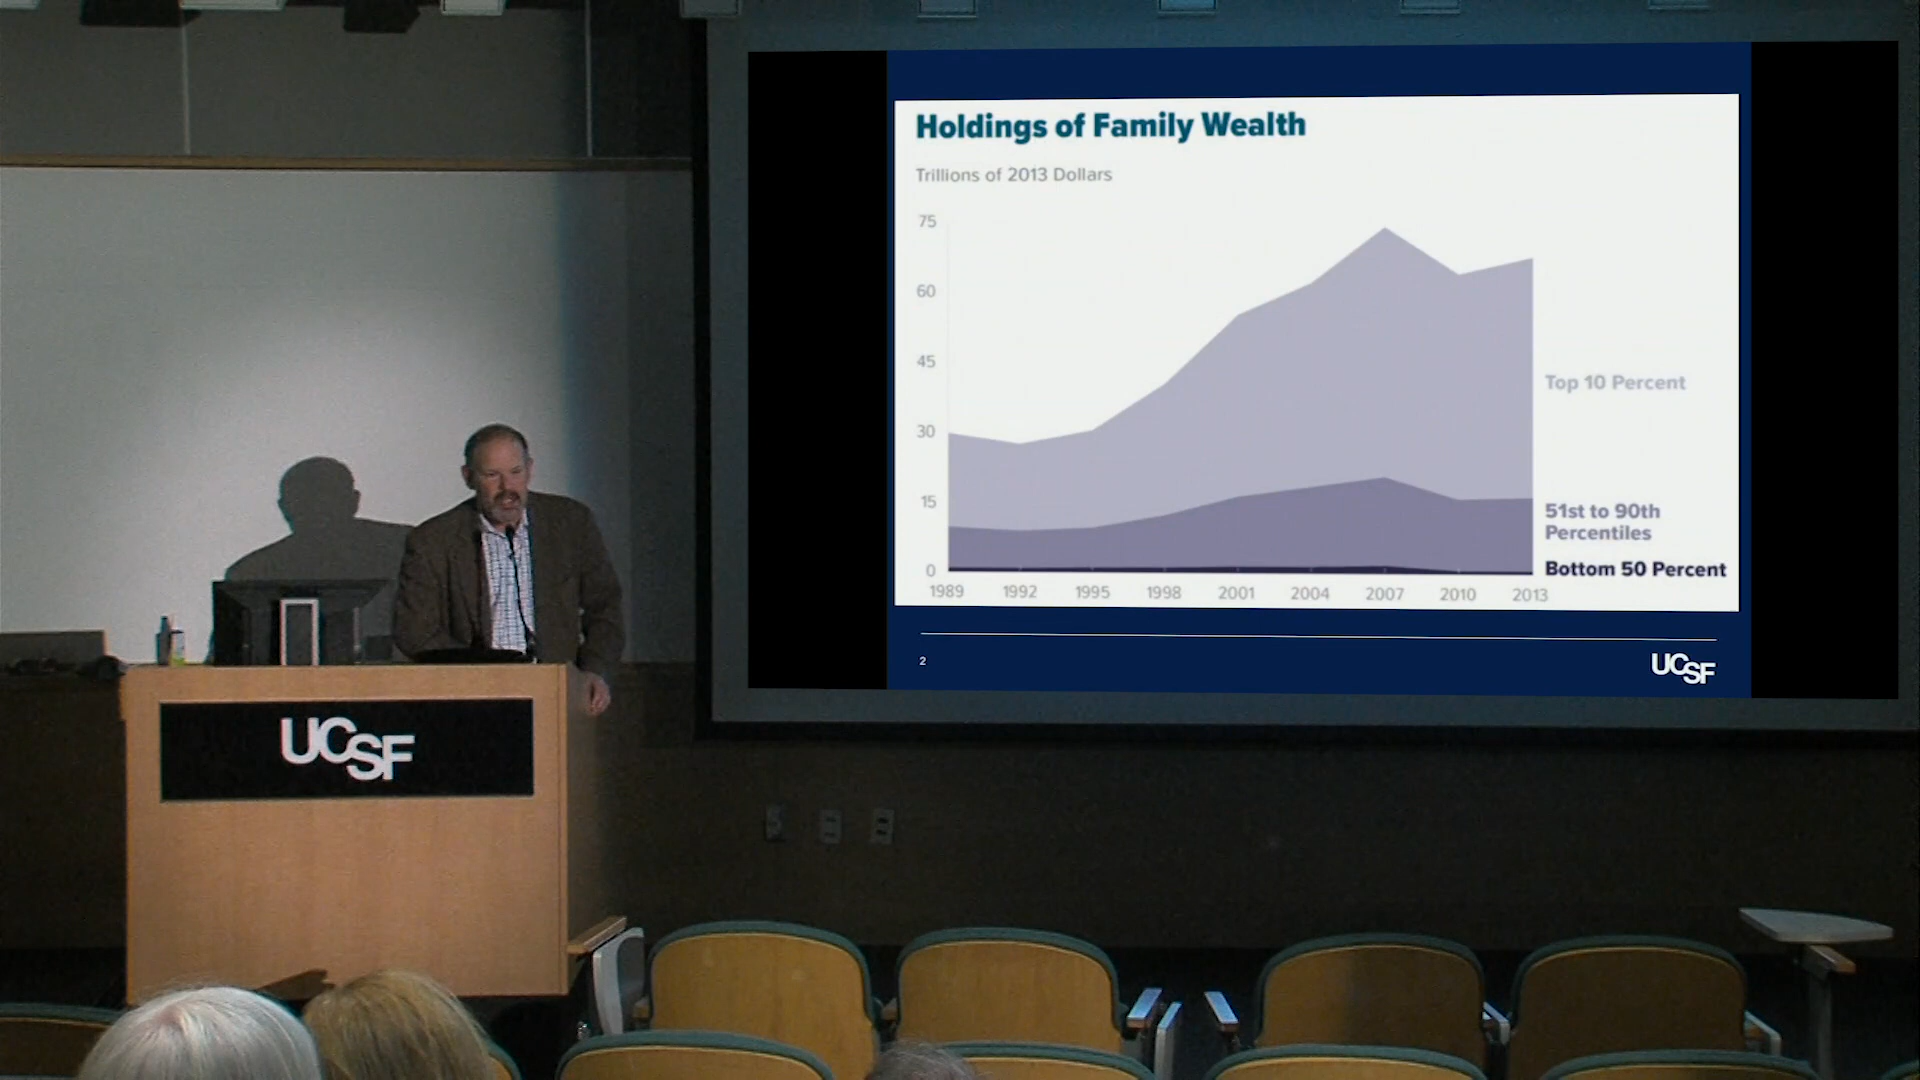 Holdings of Family Wealth
Trillions of 2013 Dollars
75
60
45
30
15
0
1989 1992 1995 1998 2001 2004 2007 2010 2013
Top 10 Percent
51st to 90th
Percentiles
Bottom 50 Percent
2
UCSF
UCSF